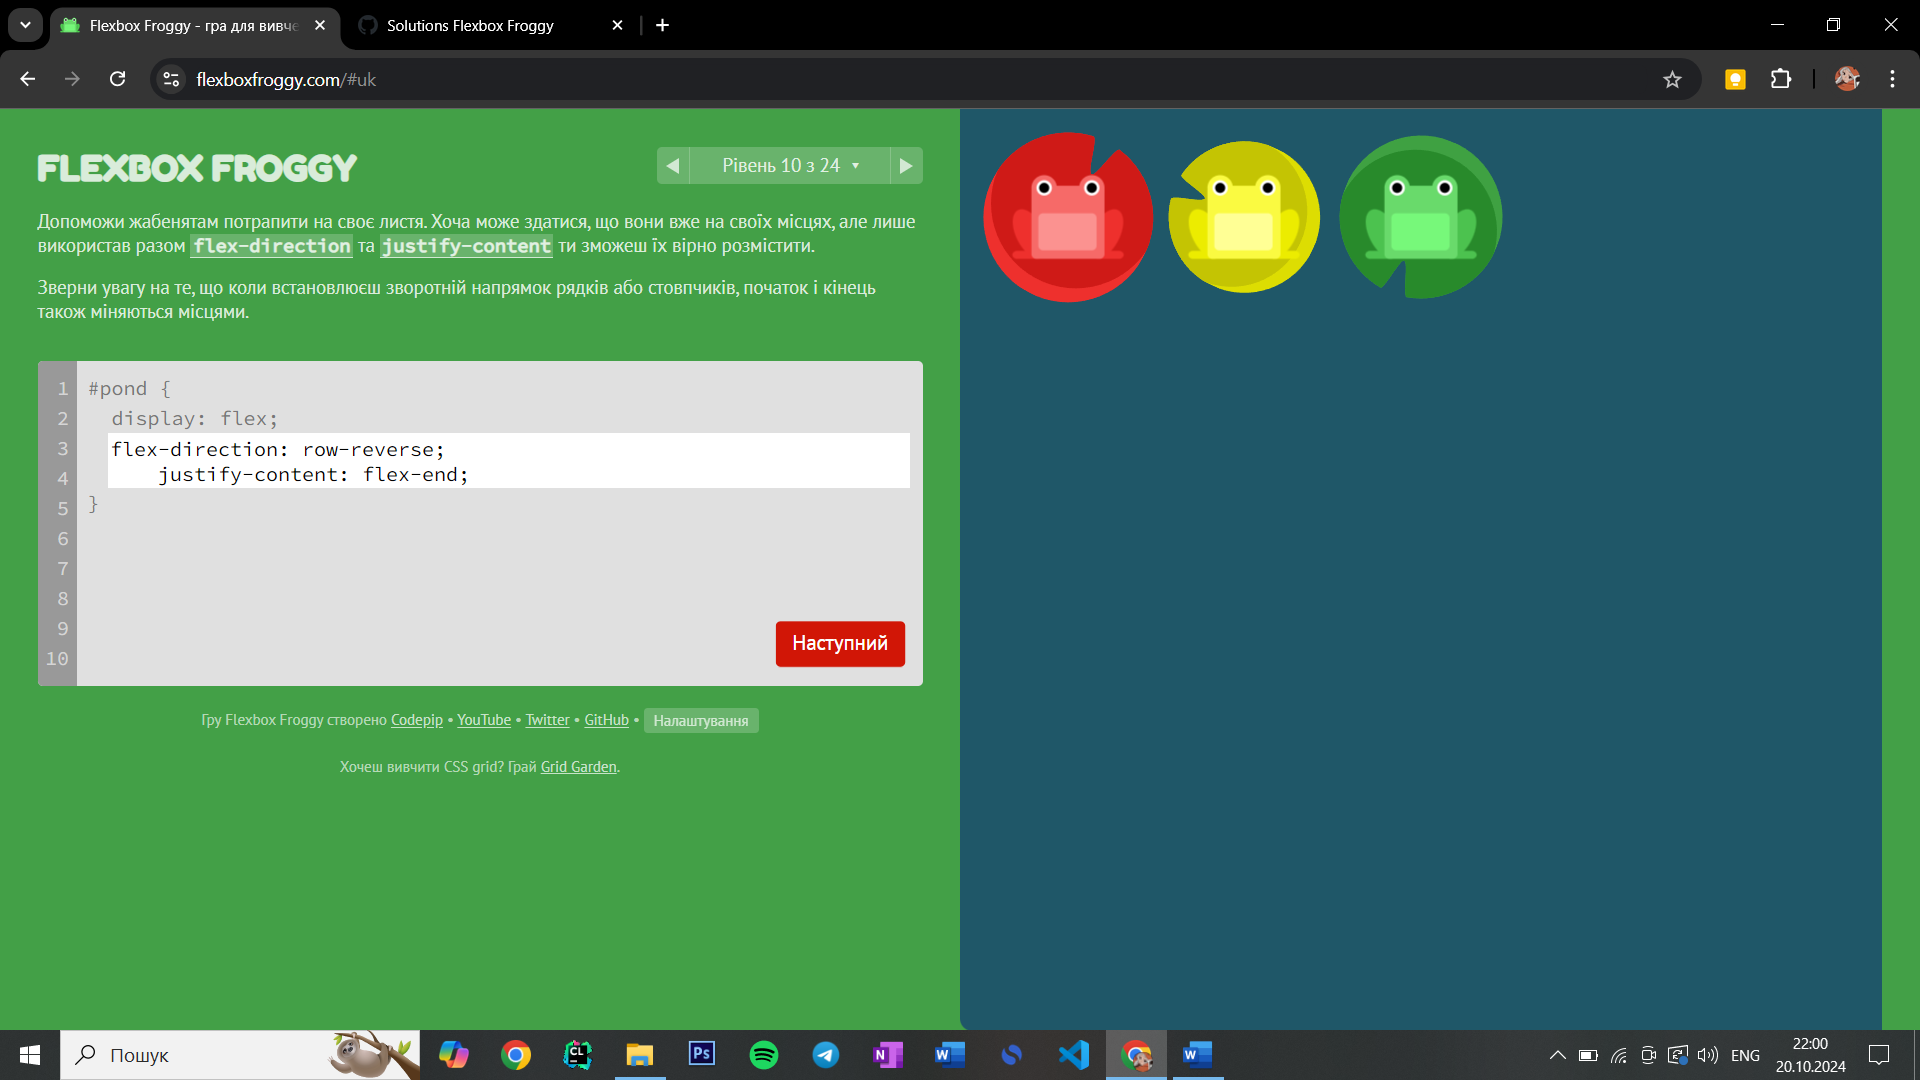 Flexbox Froggy - гра для вивче
Solutions Flexbox Froggy
flexboxfroggy.com/#uk
FLEXBOX FROGGY
Рівень 10 з 24
Допоможи жабенятам потрапити на своє листя. Хоча може здатися, що вони вже на своїх місцях, але лише
використав разом flex-direction та justify-content ти зможеш їх вірно розмістити.
Зверни увагу на те, що коли встановлюєш зворотній напрямок рядків або стовпчиків, початок і кінець
також міняються місцями.
1 #pond {
2 display: flex;
3 flex-direction: row-reverse;
4 justify-content: flex-end;
5 }
6
7
8
9
10
Наступний
Гру Flexbox Froggy створено Codepip • YouTube • Twitter • GitHub • Налаштування
Хочеш вивчити CSS grid? Грай Grid Garden.
Пошук
CL
Ps
N
W
W
ENG
22:00
20.10.2024